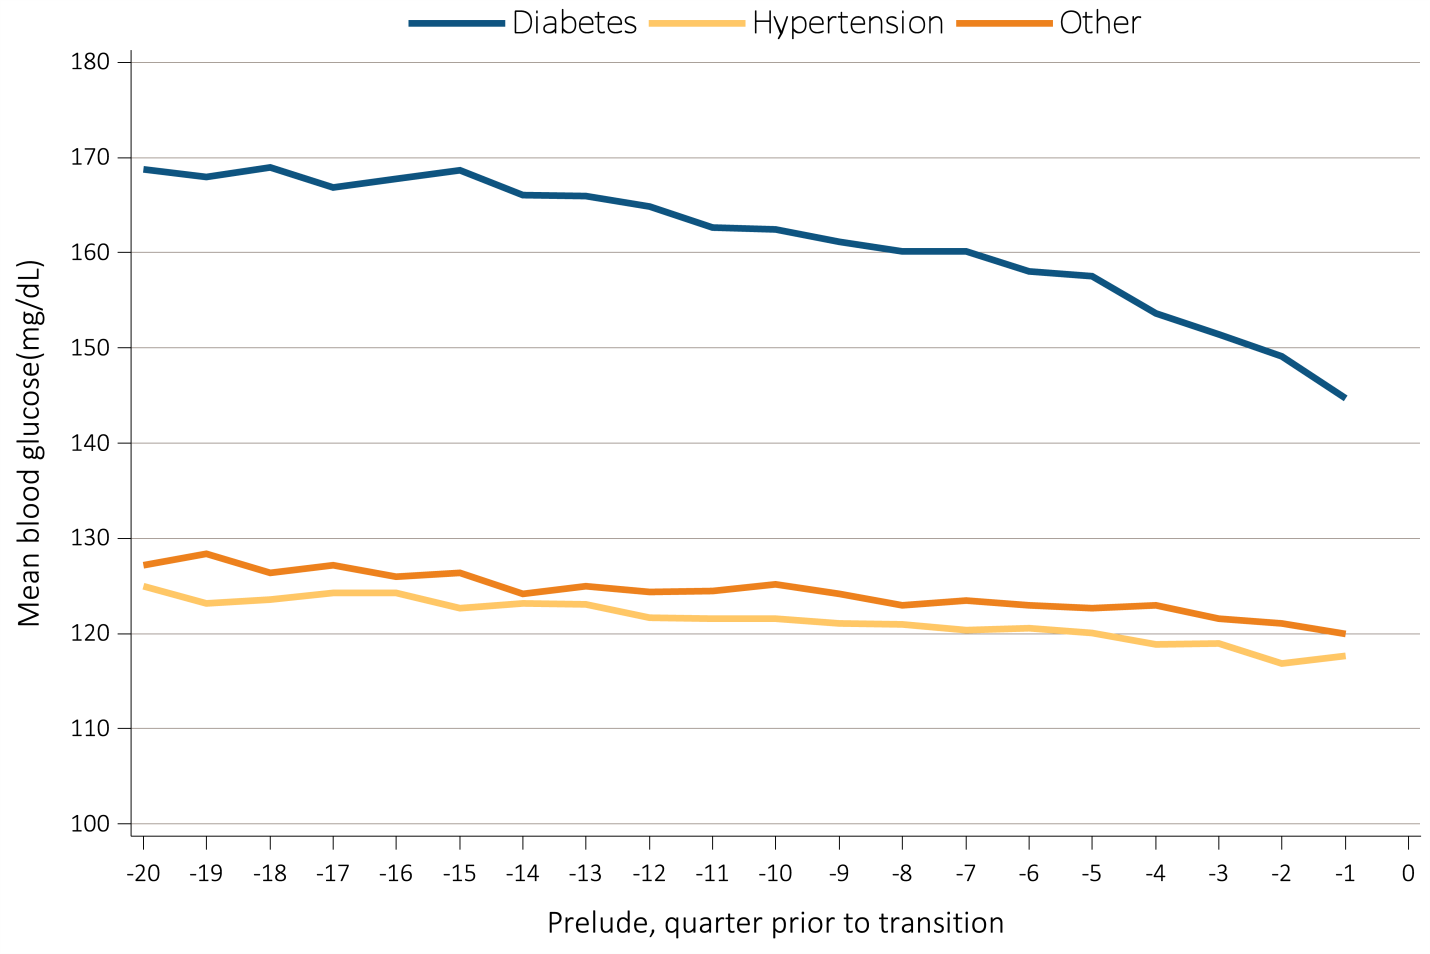 Diabetes Hypertension Other
180
170
160
150
140
130
120
110
100
Mean blood glucose(mg/dL)
-20 -19 -18 -17 -16 -15 -14 -13 -12 -11 -10 -9 -8 -7 -6 -5 -4 -3 -2 -1 0
Prelude, quarter prior to transition